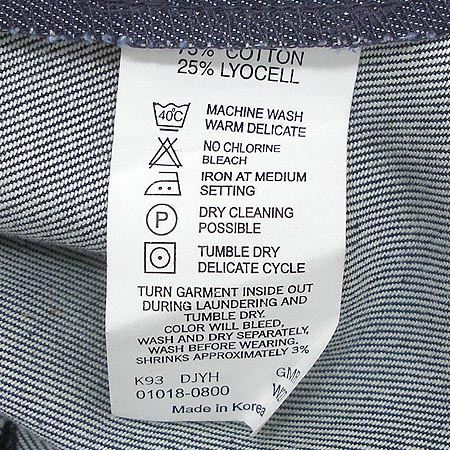 75% COTTON
25% LYOCELL
40C
MACHINE WASH
WARM DELICATE
NO CHLORINE
BLEACH
IRON AT MEDIUM
SETTING
P
DRY CLEANING
POSSIBLE
TUMBLE DRY
DELICATE CYCLE
TURN GARMENT INSIDE OUT
DURING LAUNDERING AND
TUMBLE DRY.
COLOR WILL BLEED,
WASH AND DRY SEPARATELY,
WASH BEFORE WEARING.
SHRINKS APPROXIMATELY 3%
K93 DJYH
01018-0800
Made in Korea